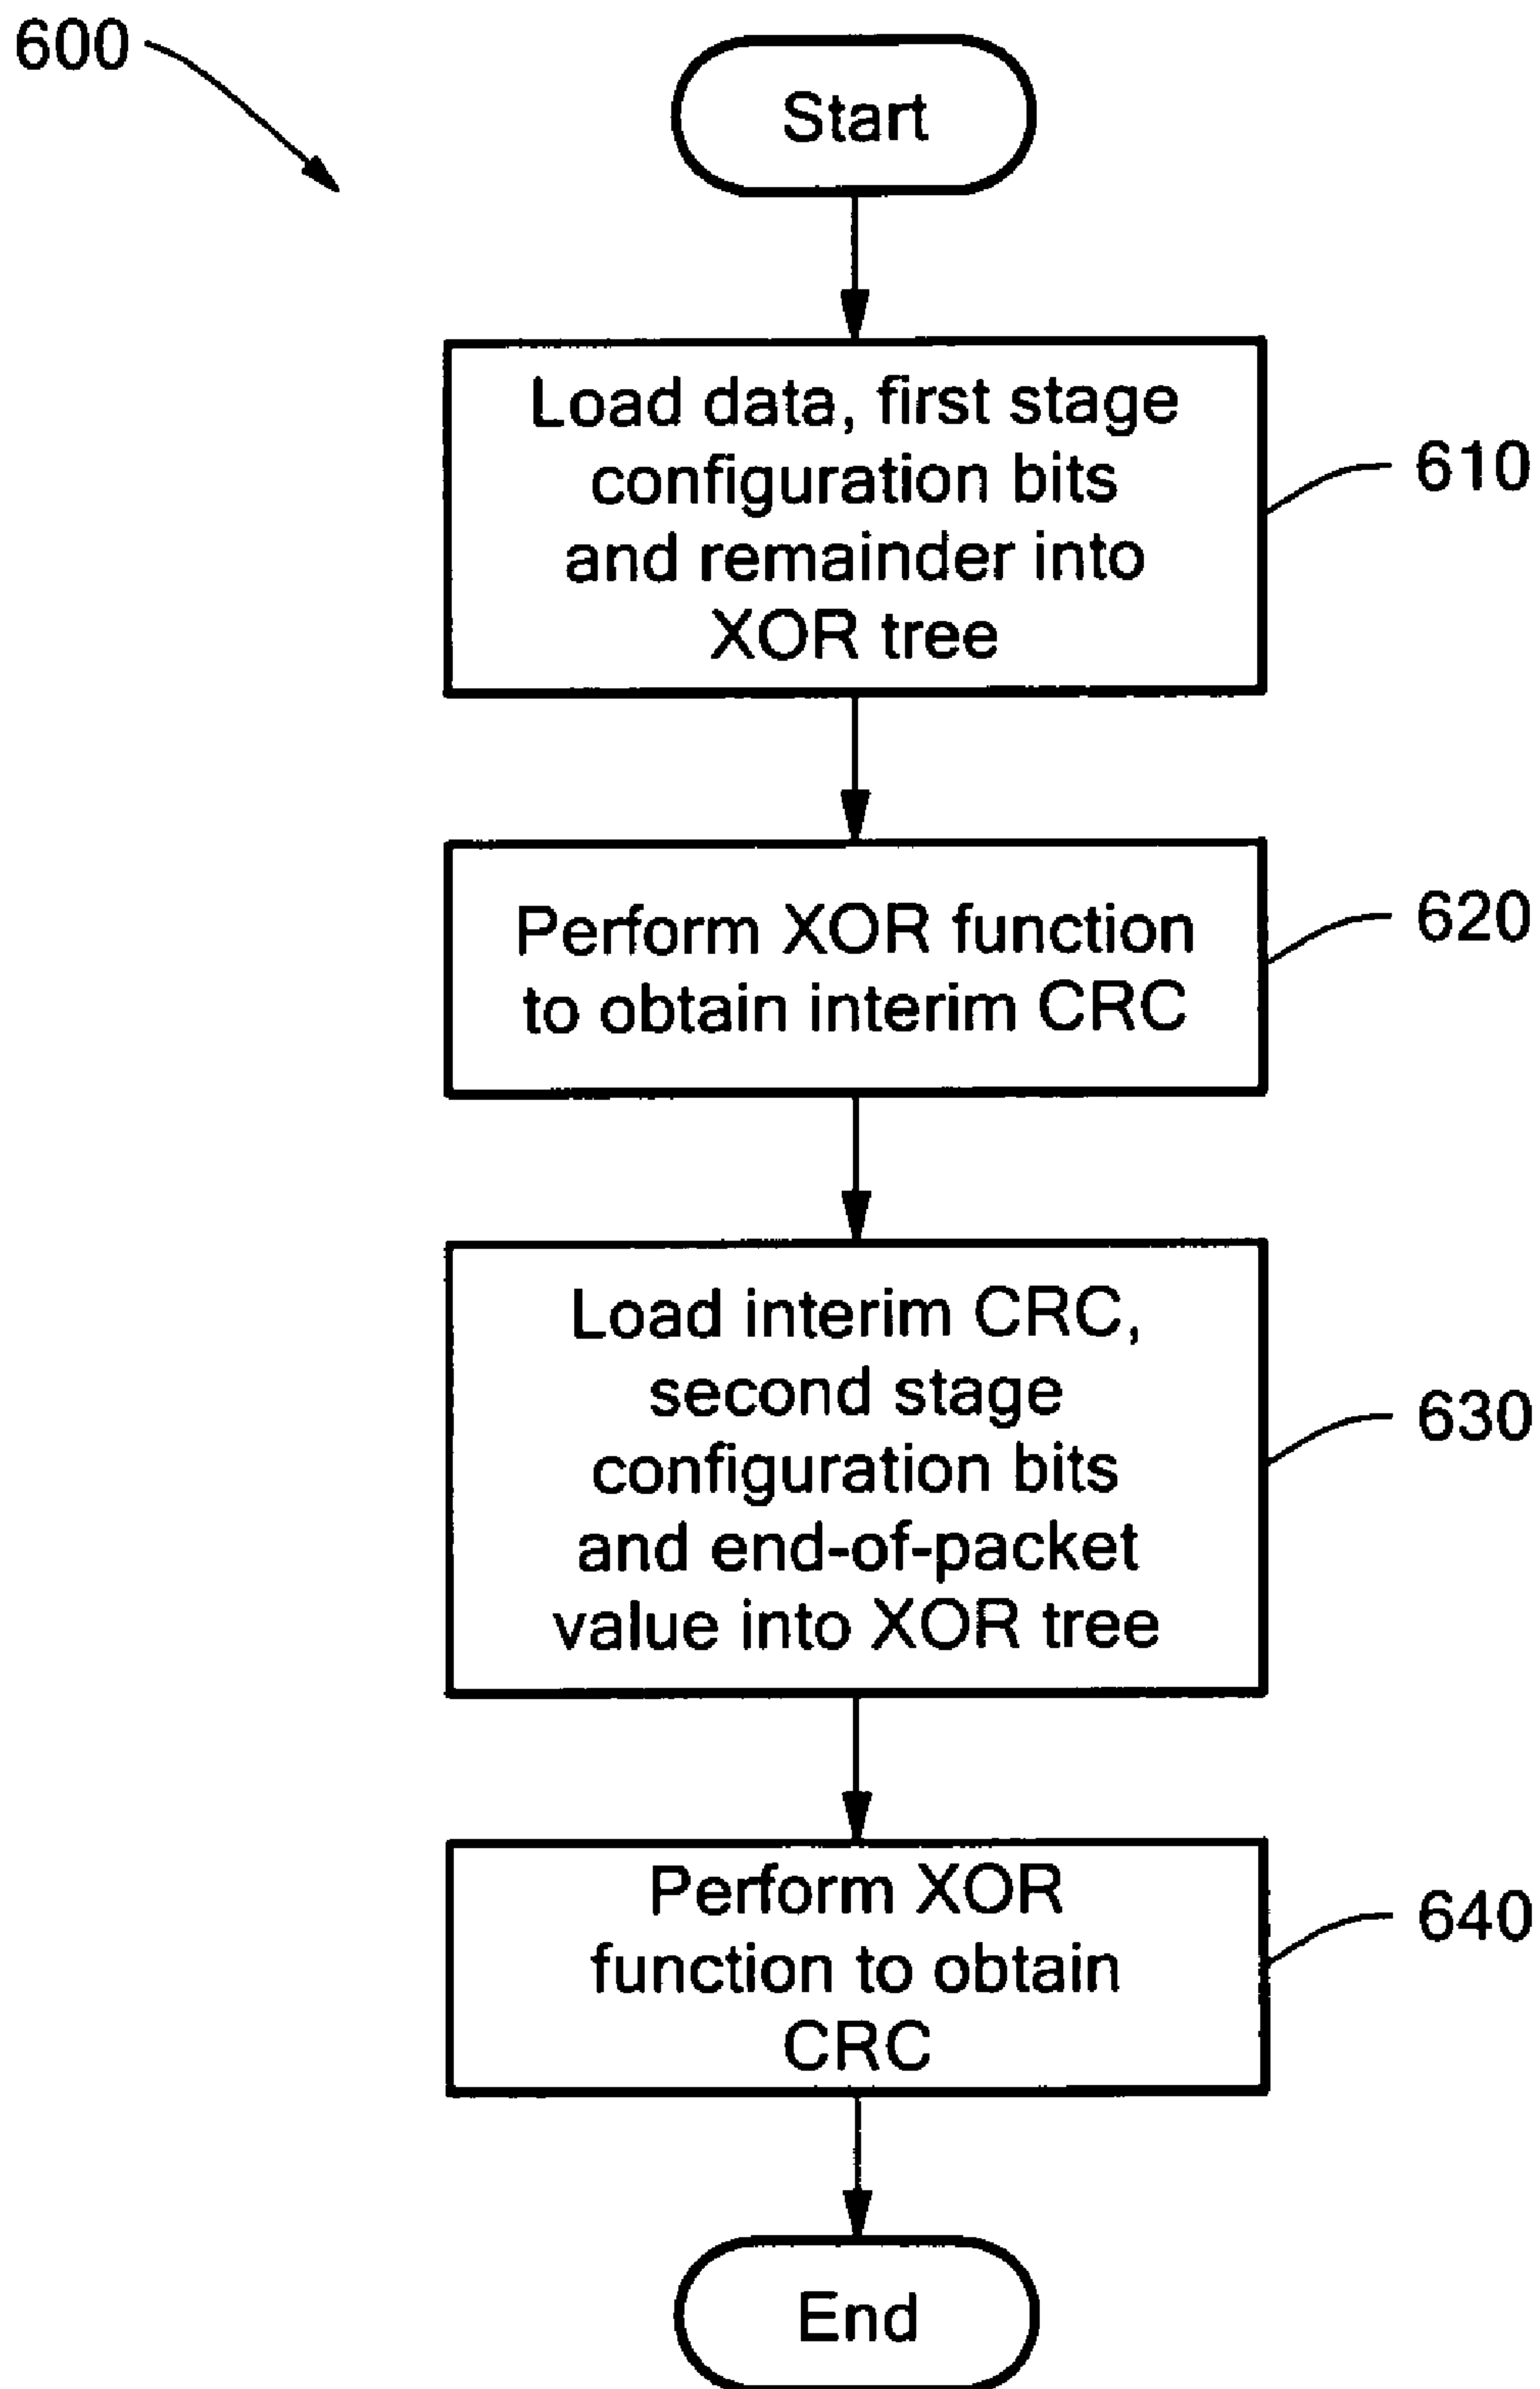 600
Start
Load data, first stage
configuration bits
and remainder into
XOR tree
610
Perform XOR function
to obtain interim CRC
620
Load interim CRC,
second stage
configuration bits
and end-of-packet
value into XOR tree
630
Perform XOR
function to obtain
CRC
640
End